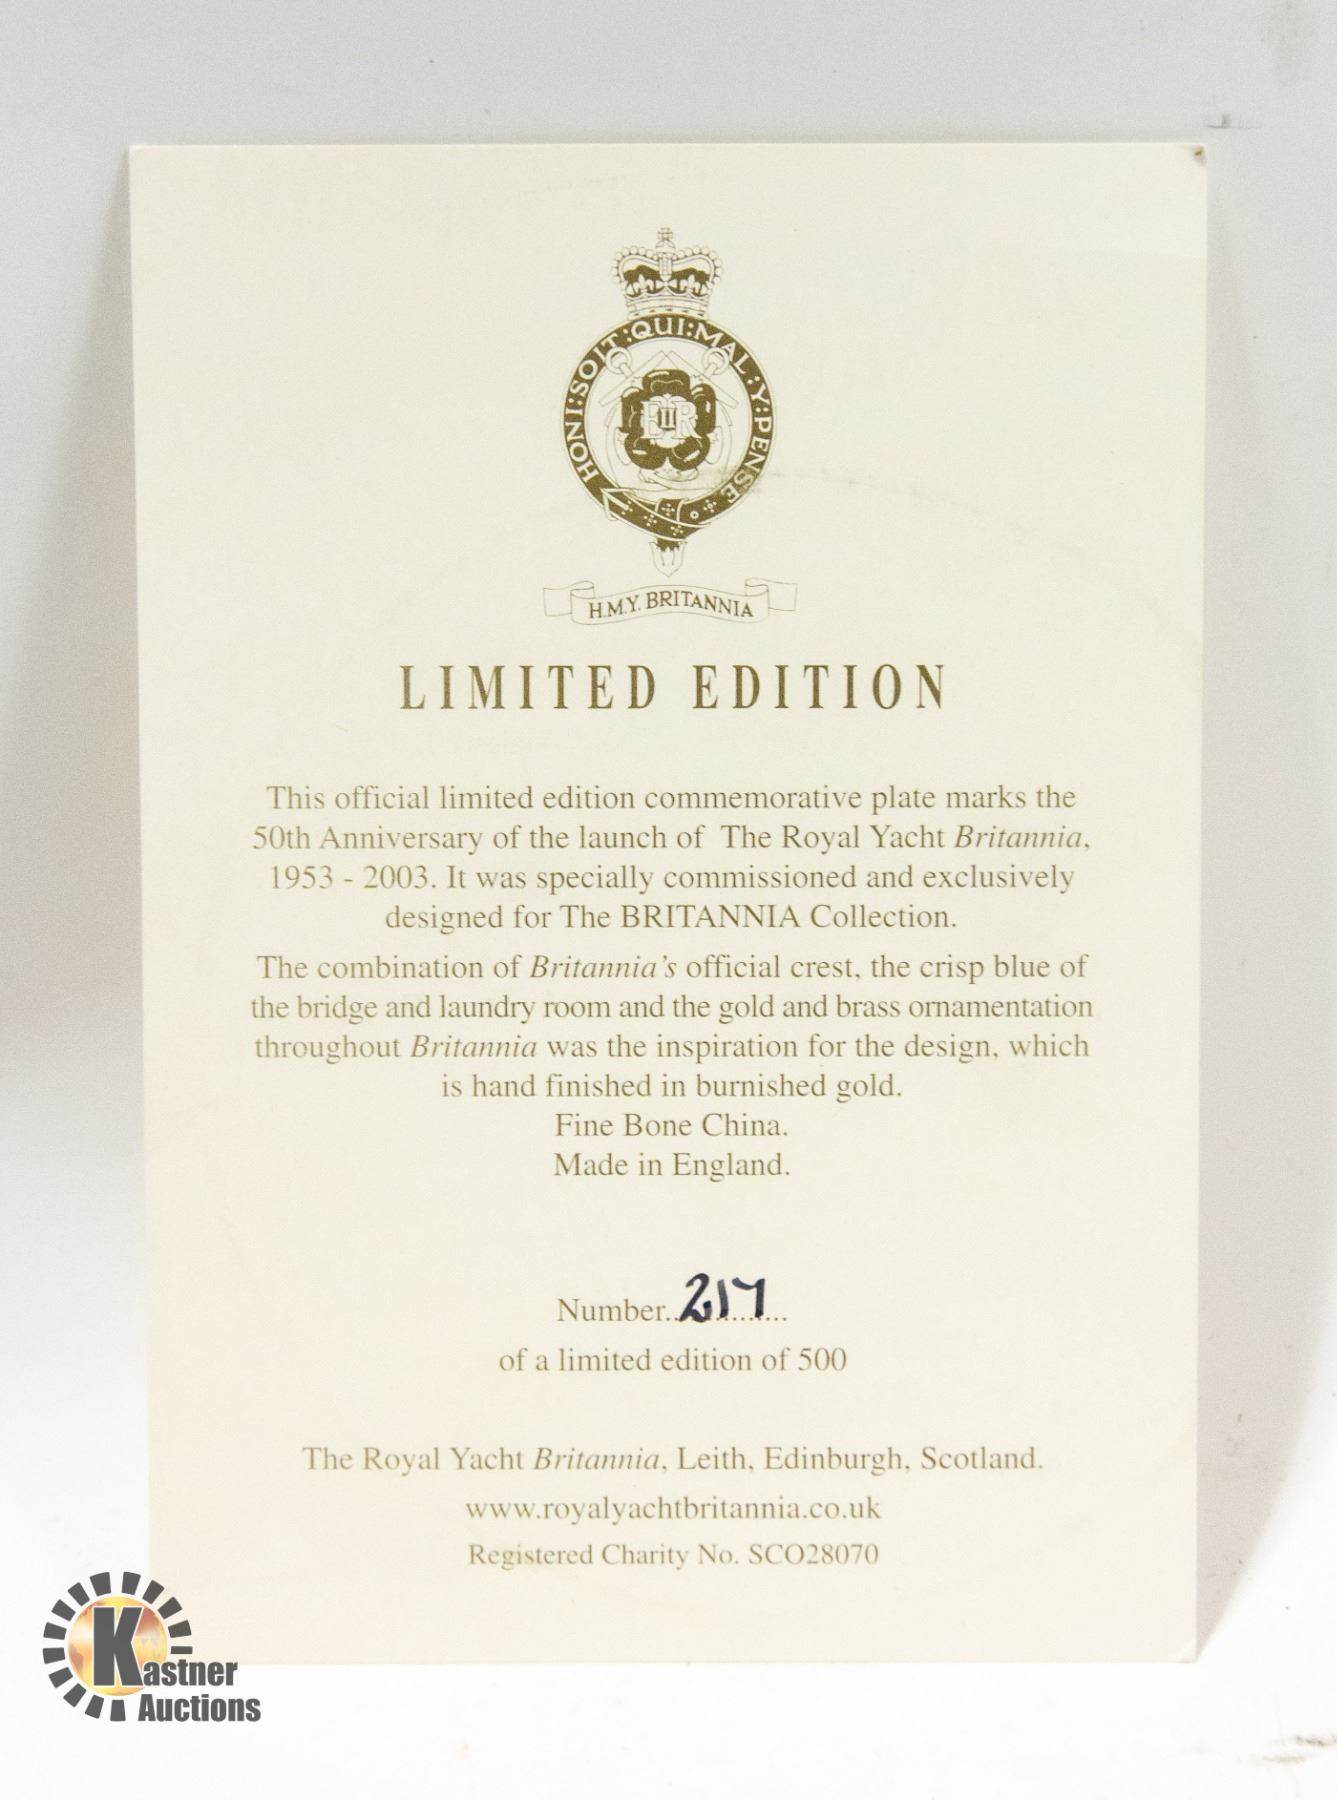 HONI:SOIT:QUI:MAL:Y:PENSE
EIIR
H.M.Y. BRITANNIA
LIMITED EDITION
This official limited edition commemorative plate marks the
50th Anniversary of the launch of The Royal Yacht Britannia,
1953 - 2003. It was specially commissioned and exclusively
designed for The BRITANNIA Collection.
The combination of Britannia's official crest, the crisp blue of
the bridge and laundry room and the gold and brass ornamentation
throughout Britannia was the inspiration for the design, which
is hand finished in burnished gold.
Fine Bone China.
Made in England.
Number..217...........
of a limited edition of 500
The Royal Yacht Britannia, Leith, Edinburgh, Scotland.
www.royalyachtbritannia.co.uk
Registered Charity No. SCO28070
Kastner
Auctions